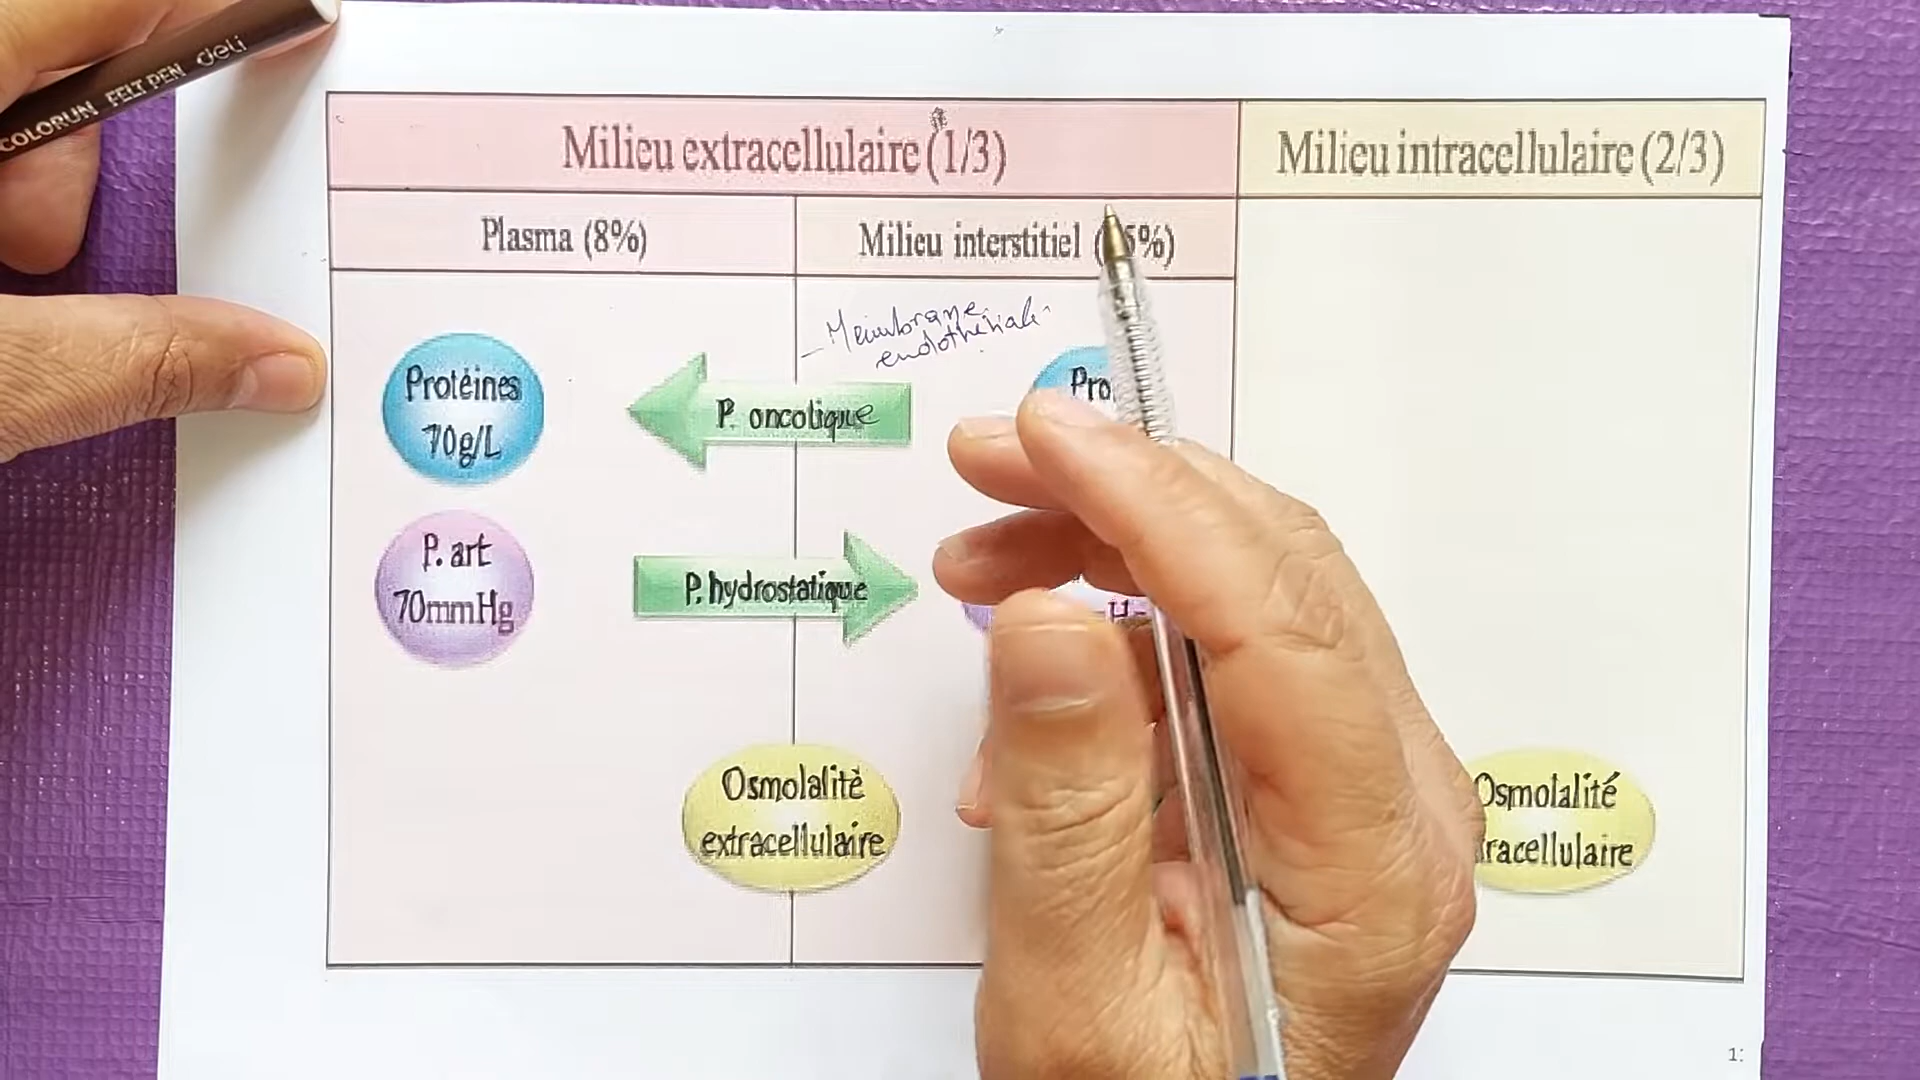 COLORUN FELT PEN deli
Milieu extracellulaire (1/3)
Milieu intracellulaire (2/3)
Plasma (8%)
Milieu interstitiel
Membrane
endothéliale
Protéines
70g/L
P. oncotique
P. art
70mmHg
P. hydrostatique
Osmolalité
extracellulaire
Osmolalité